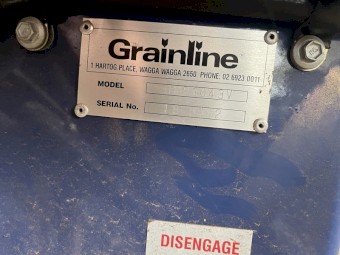 Grainline
1 HARTOG PLACE, WAGGA WAGGA 2650 PHONE: 02 6923 0011
MODEL
SERIAL No.
DISENGAGE